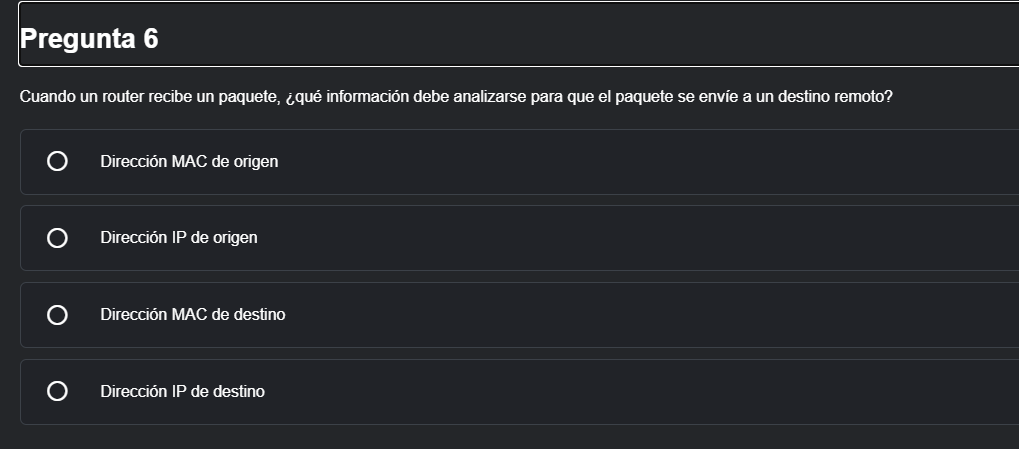 Pregunta 6
Cuando un router recibe un paquete, ¿qué información debe analizarse para que el paquete se envíe a un destino remoto?
Dirección MAC de origen
Dirección IP de origen
Dirección MAC de destino
Dirección IP de destino